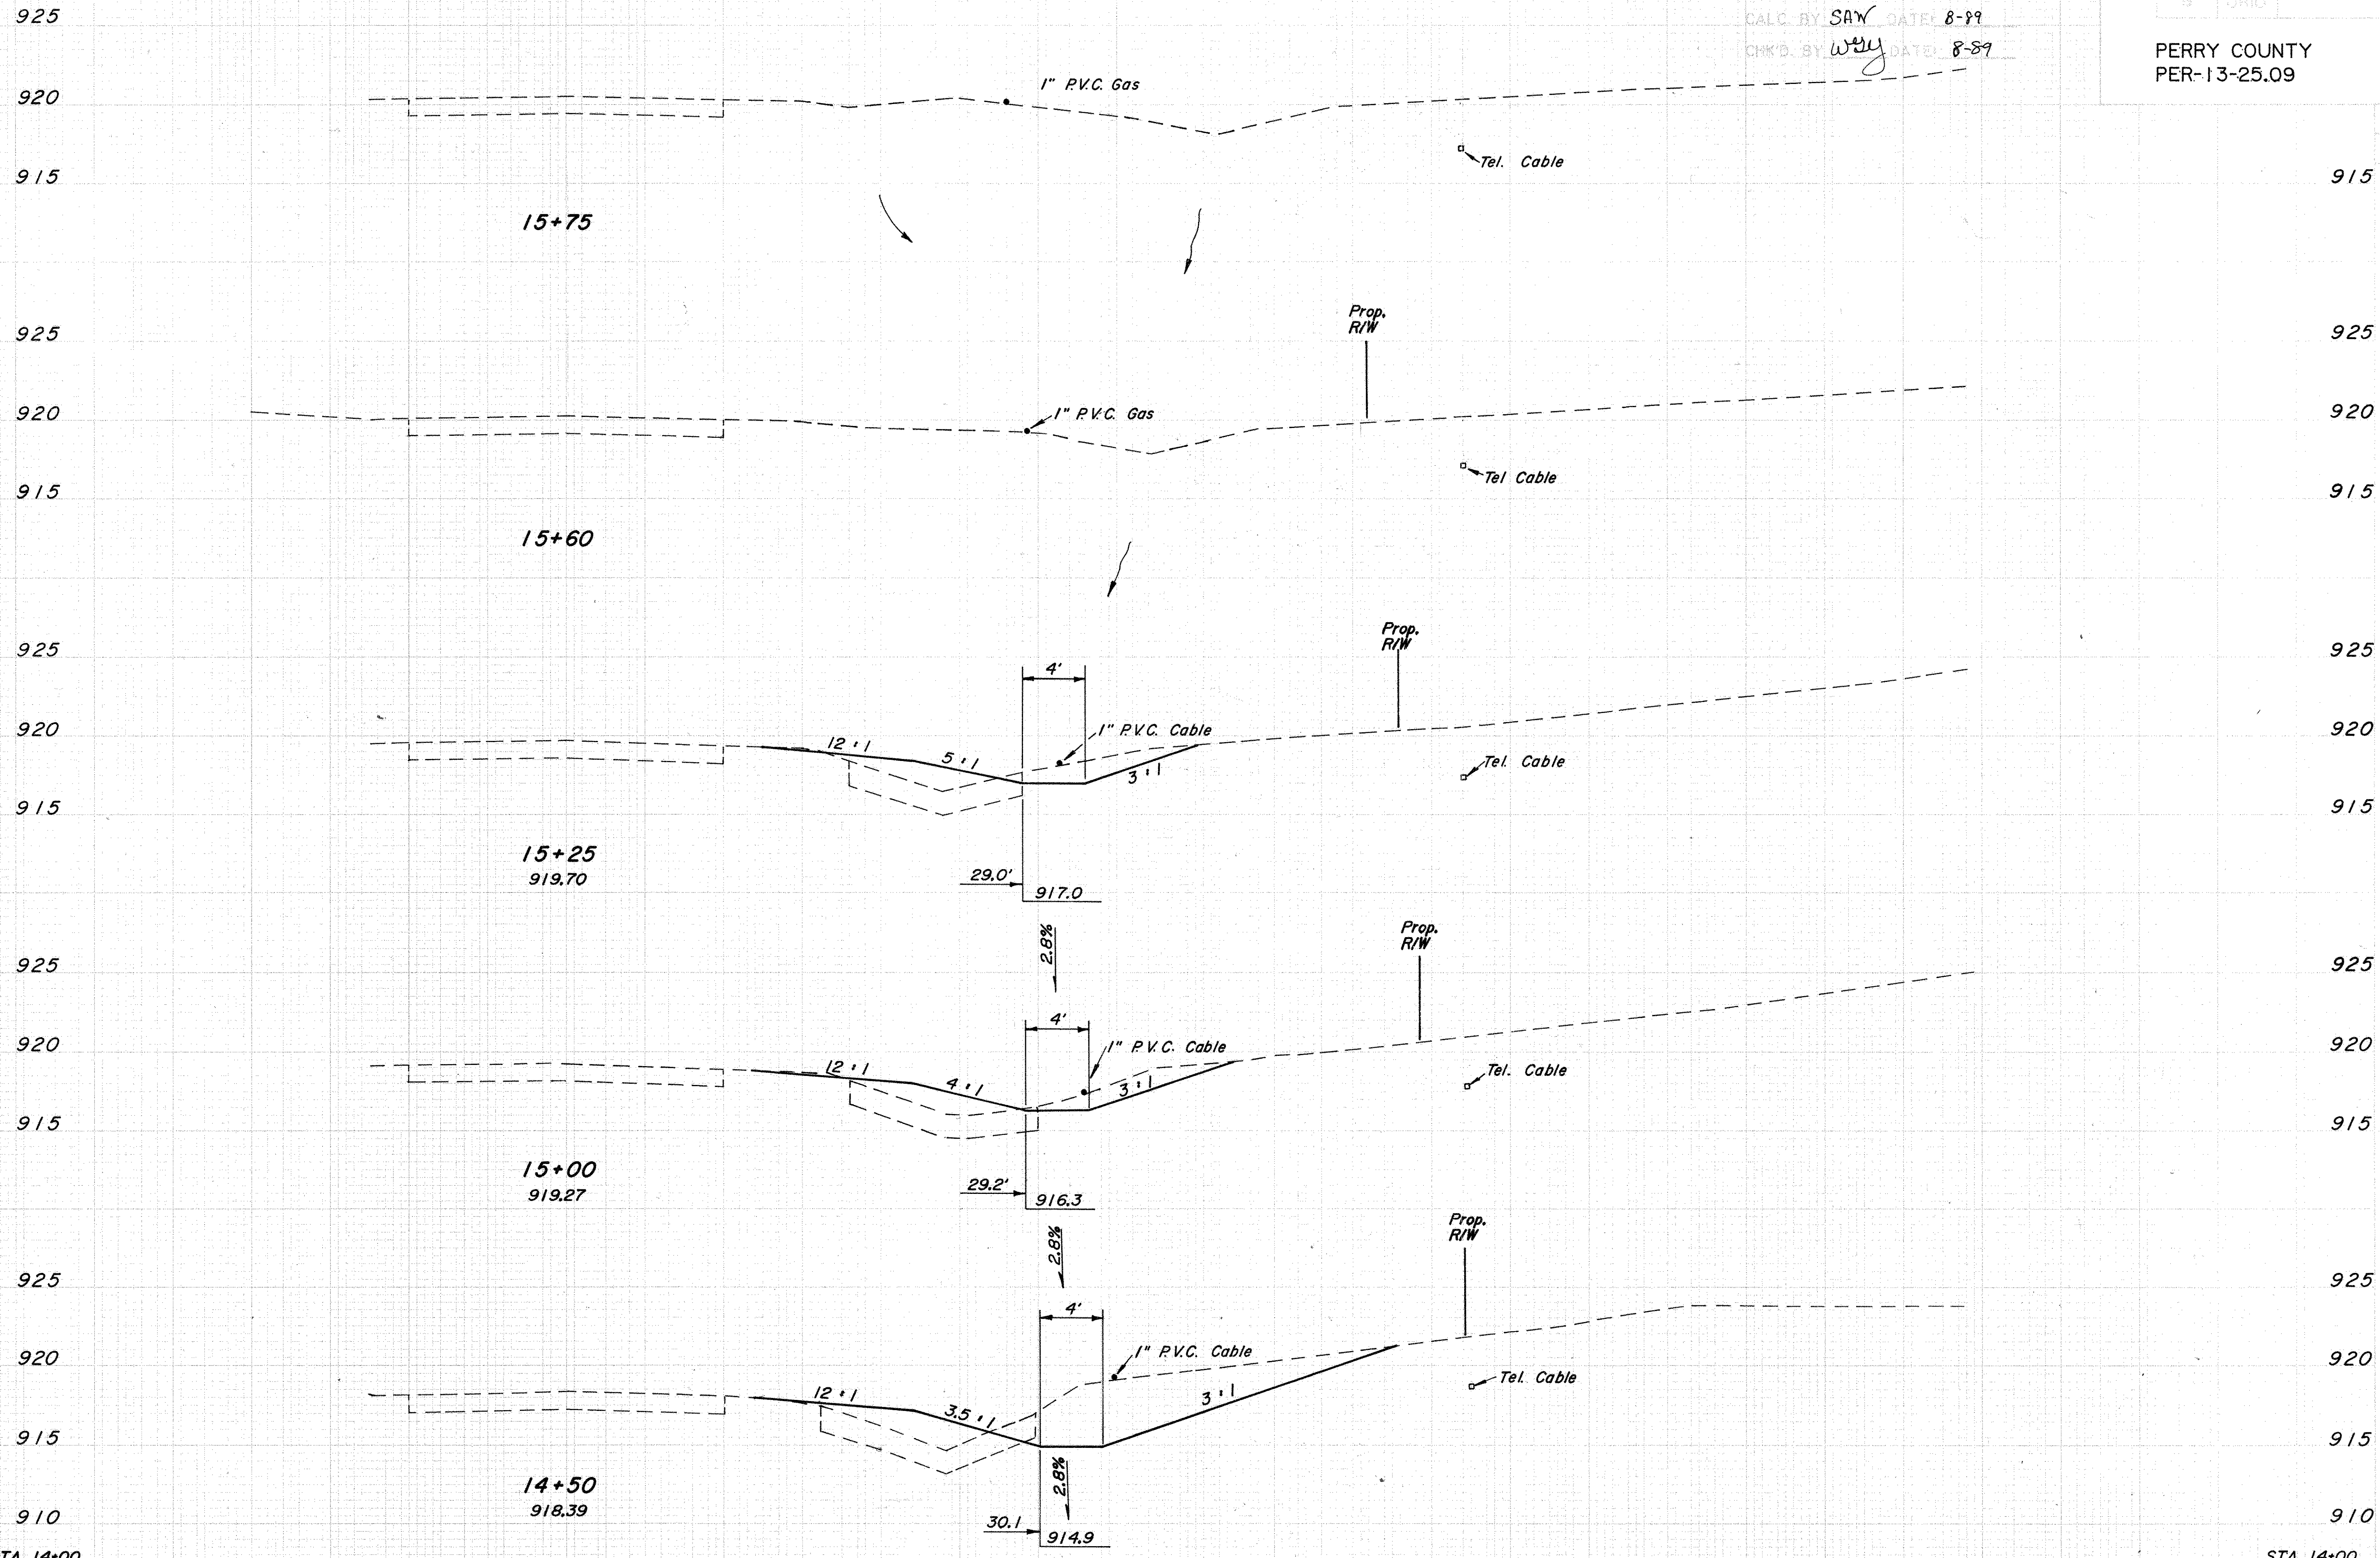 925
CALC. BY SAW DATE: 8-89
CHK'D. BY WGY DATE: 8-89
PERRY COUNTY
PER-13-25.09
OHIO
920
1" P.V.C. Gas
Tel. Cable
915 915
15+75
Prop.
R/W
925 925
920 1" P.V.C. Gas 920
Tel Cable
915 915
15+60
Prop.
R/W
925 925
4'
920 1" P.V.C. Cable 920
12:1 5:1 3:1 Tel. Cable
915 915
15+25
919.70
29.0'
917.0
2.8%
Prop.
R/W
925 925
4'
920 1" P.V.C. Cable 920
12:1 4:1 3:1 Tel. Cable
915 915
15+00
919.27
29.2'
916.3
2.8%
Prop.
R/W
925 925
4'
920 1" P.V.C. Cable 920
12:1 3.5:1 3:1 Tel. Cable
915 915
14+50
918.39
2.8%
910 910
30.1
914.9
STA. 14+00